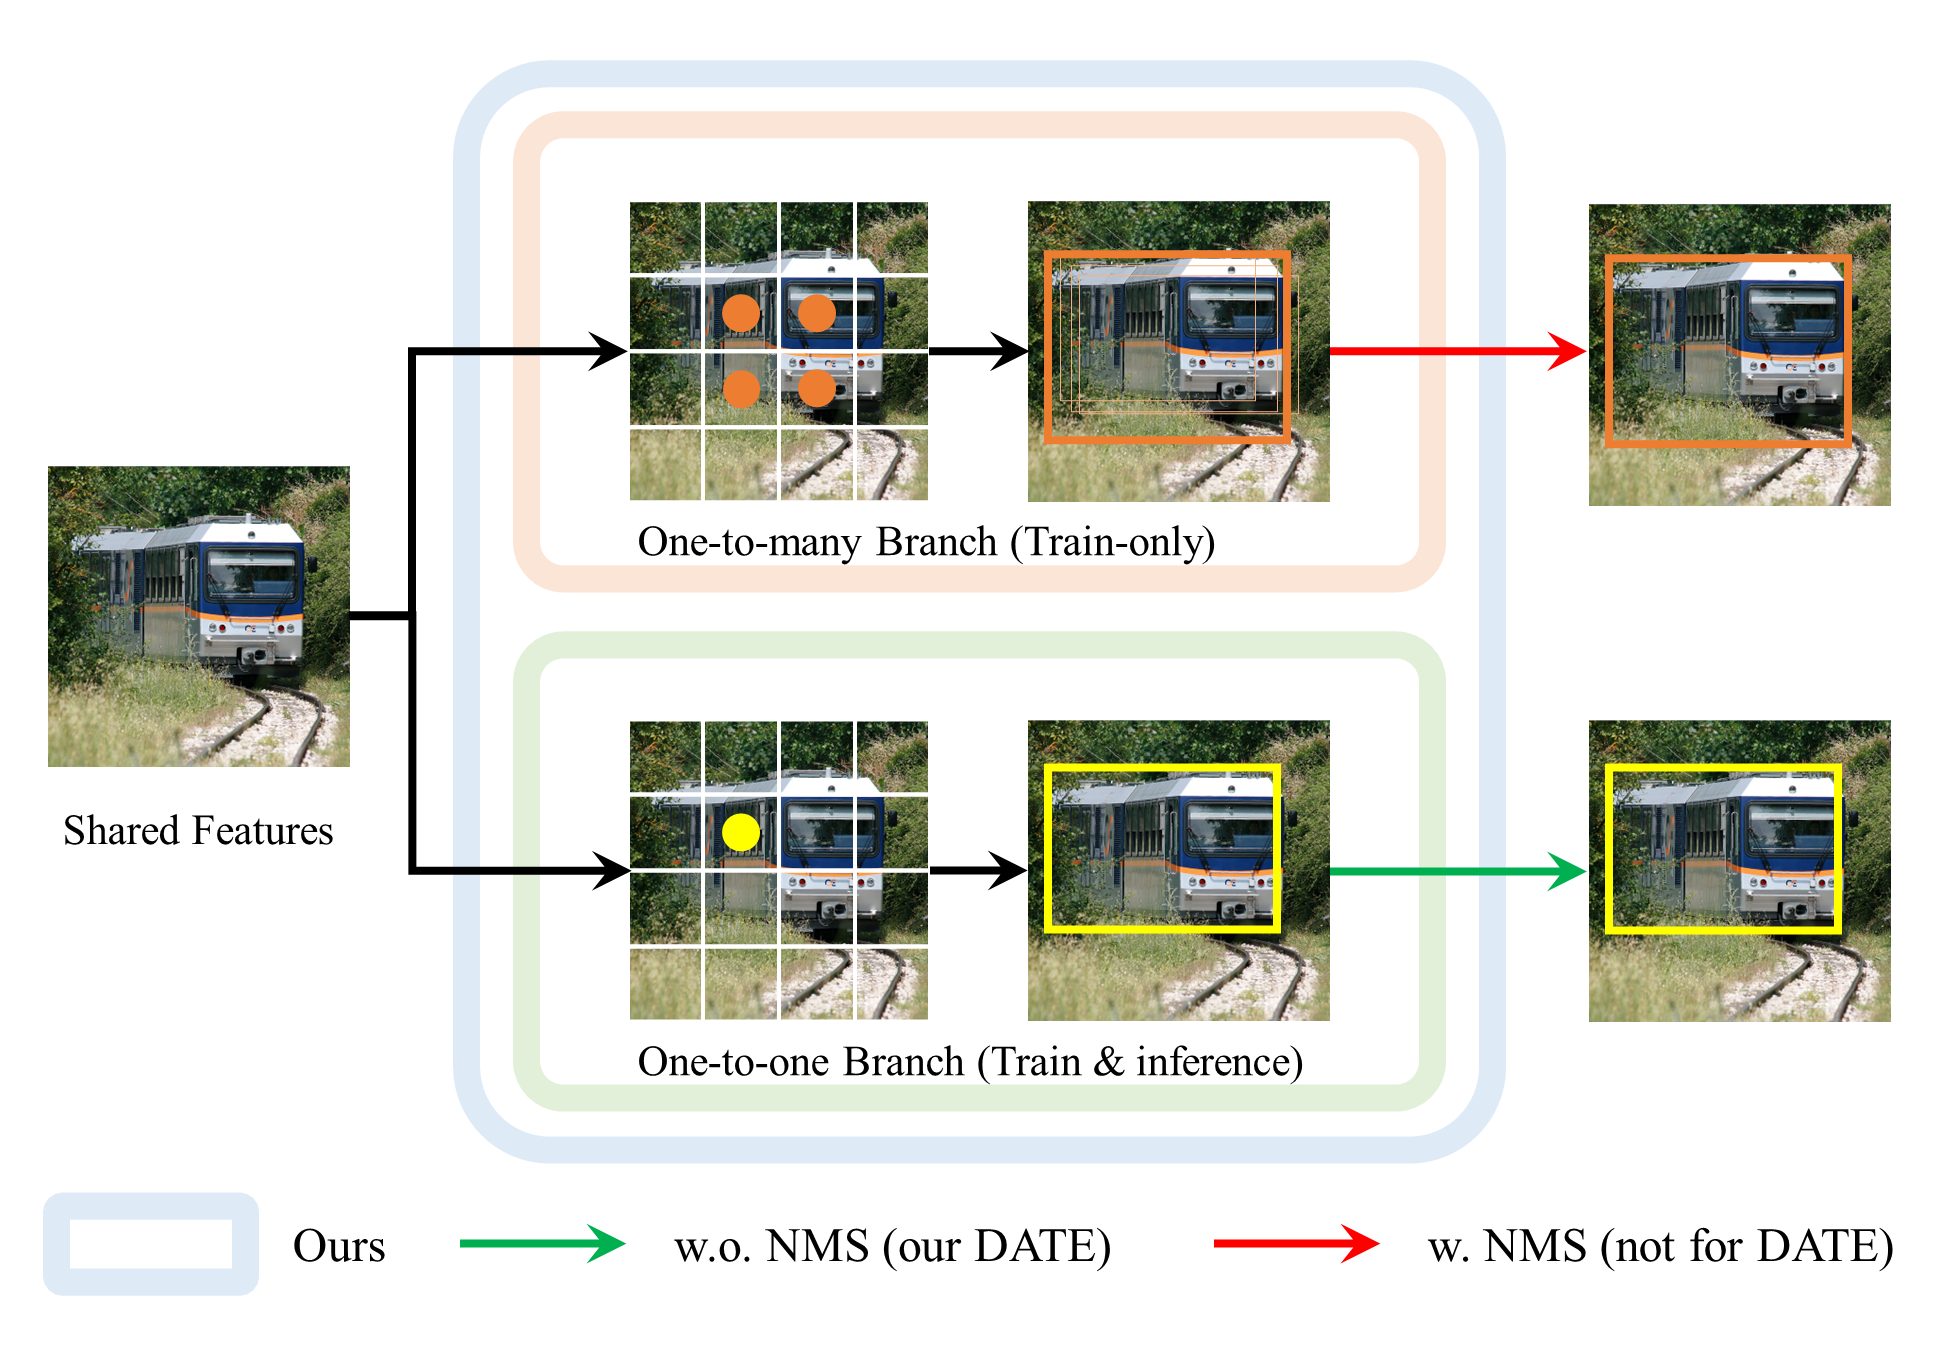 One-to-many Branch (Train-only)
Shared Features
One-to-one Branch (Train & inference)
Ours
w.o. NMS (our DATE)
w. NMS (not for DATE)